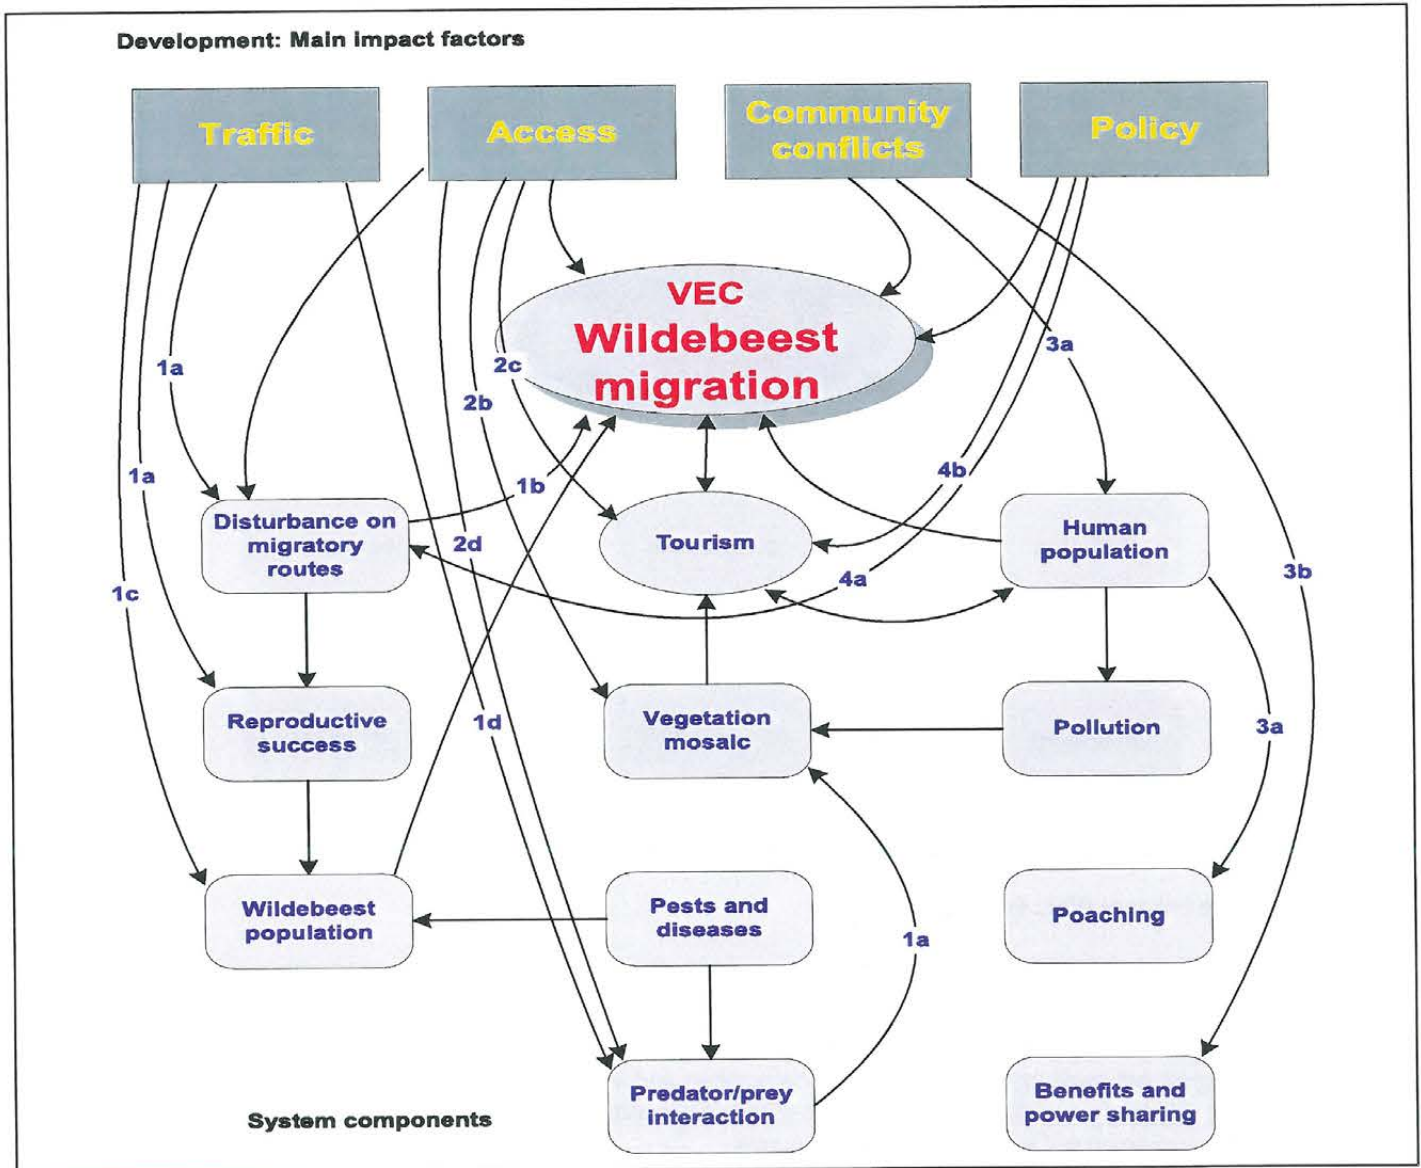 Development: Main impact factors
Traffic
Access
Community
conflicts
Policy
VEC
Wildebeest
migration
1a
2c
3a
2b
1a
1b
4b
Disturbance on
migratory
routes
2d
Tourism
Human
population
4a
3b
1c
Reproductive
success
1d
Vegetation
mosaic
Pollution
3a
Wildebeest
population
Pests and
diseases
1a
Poaching
System components
Predator/prey
interaction
Benefits and
power sharing